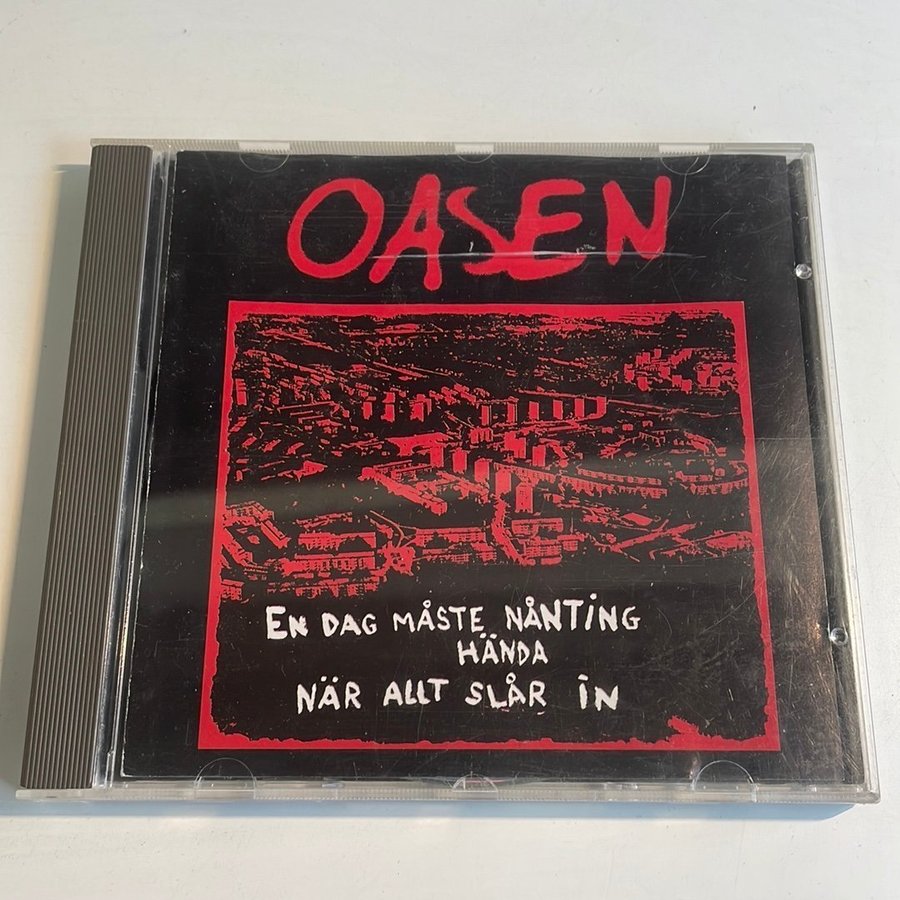 OASEN
EN DAG MÅSTE NÅNTING
HÄNDA
NÄR ALLT SLÅR IN